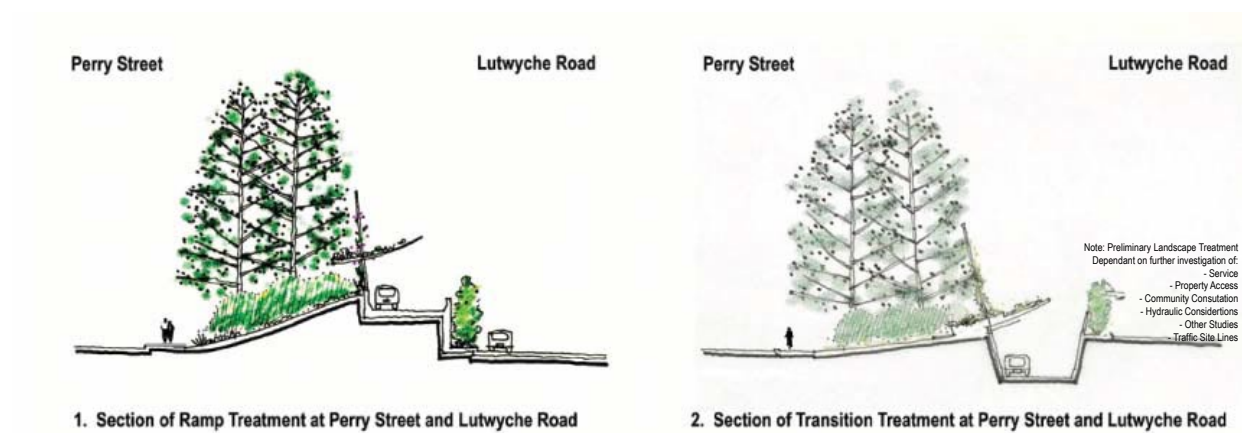 Perry Street
Lutwyche Road
1. Section of Ramp Treatment at Perry Street and Lutwyche Road
Perry Street
Lutwyche Road
Note: Preliminary Landscape Treatment
Dependant on further investigation of:
- Service
- Property Access
- Community Consutation
- Hydraulic Considertions
- Other Studies
- Traffic Site Lines
2. Section of Transition Treatment at Perry Street and Lutwyche Road